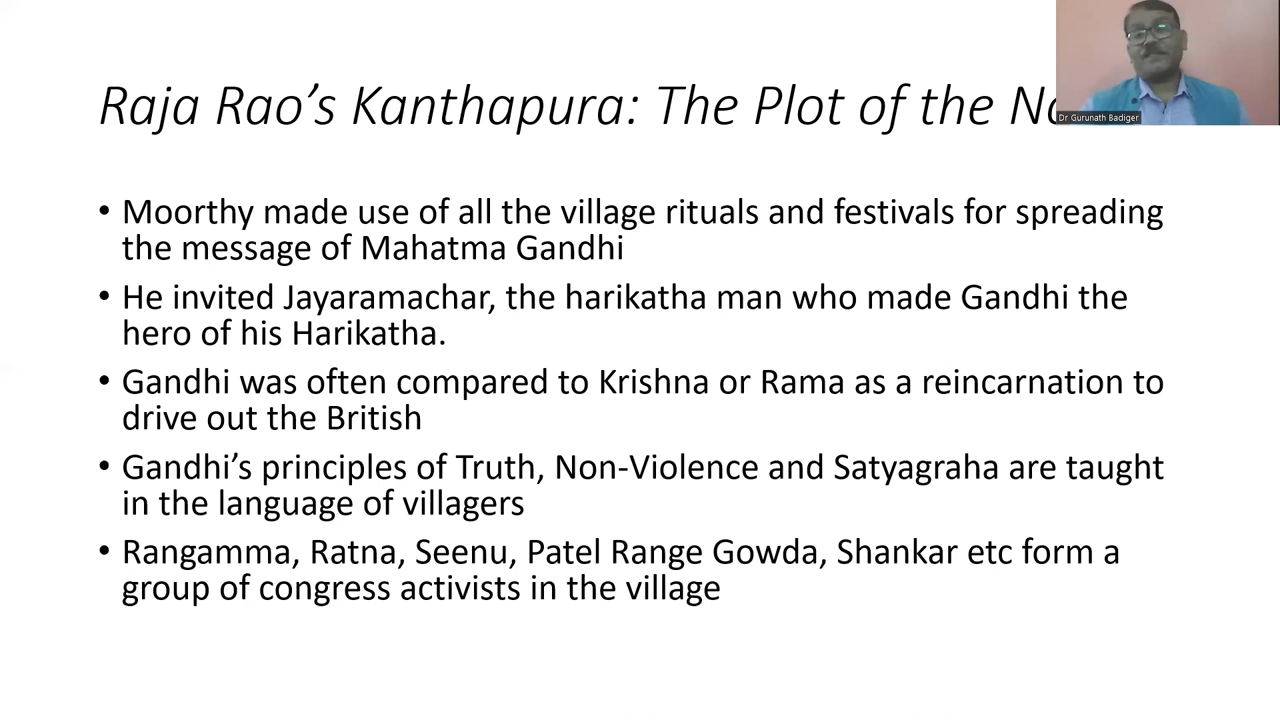 Raja Rao's Kanthapura: The Plot of the
Dr Gurunath Badiger
• Moorthy made use of all the village rituals and festivals for spreading
the message of Mahatma Gandhi
• He invited Jayaramachar, the harikatha man who made Gandhi the
hero of his Harikatha.
• Gandhi was often compared to Krishna or Rama as a reincarnation to
drive out the British
• Gandhi's principles of Truth, Non-Violence and Satyagraha are taught
in the language of villagers
• Rangamma, Ratna, Seenu, Patel Range Gowda, Shankar etc form a
group of congress activists in the village